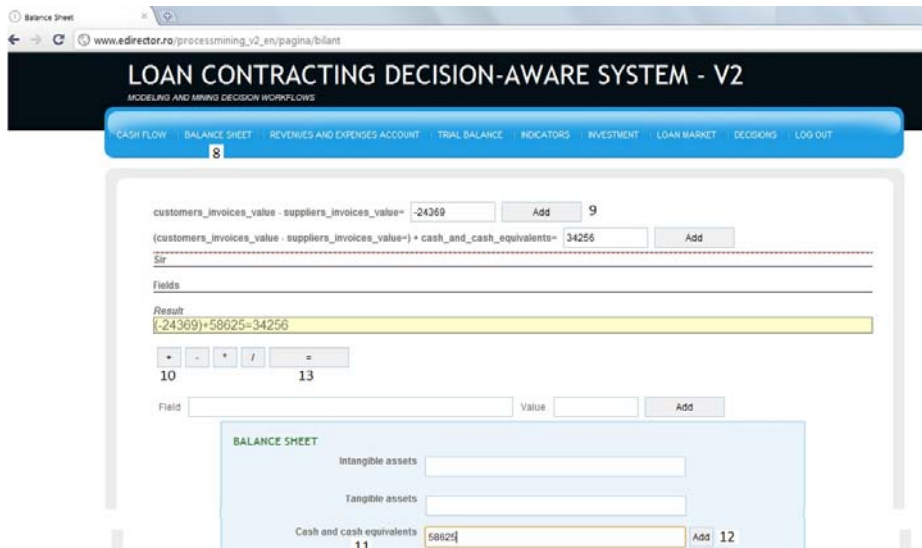 Balance Sheet
www.edirector.ro/processmining_v2_en/pagina/bilant
LOAN CONTRACTING DECISION-AWARE SYSTEM - V2
MODELING AND MINING DECISION WORKFLOWS
CASH FLOW BALANCE SHEET REVENUES AND EXPENSES ACCOUNT TRIAL BALANCE INDICATORS INVESTMENT LOAN MARKET DECISIONS LOG OUT
8
customers_invoices_value - suppliers_invoices_value= -24369 Add 9
(customers_invoices_value - suppliers_invoices_value=) + cash_and_cash_equivalents= 34256 Add
Sir
Fields
Result
(-24369)+58625=34256
+ - * / =
10 13
Field Value Add
BALANCE SHEET
Intangible assets
Tangible assets
Cash and cash equivalents 58625 Add 12
11